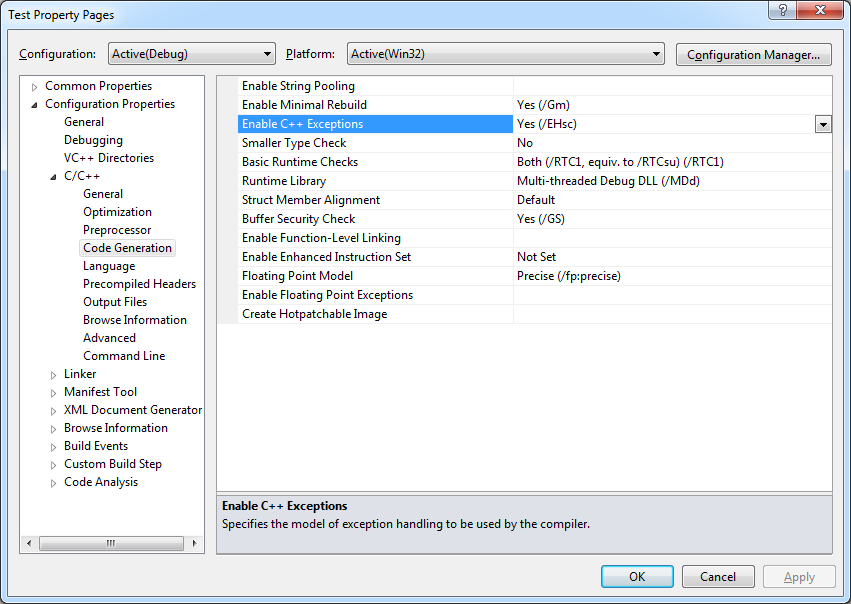 Test Property Pages
Configuration: Active(Debug) Platform: Active(Win32) Configuration Manager...
Common Properties
Configuration Properties
General
Debugging
VC++ Directories
C/C++
General
Optimization
Preprocessor
Code Generation
Language
Precompiled Headers
Output Files
Browse Information
Advanced
Command Line
Linker
Manifest Tool
XML Document Generator
Browse Information
Build Events
Custom Build Step
Code Analysis
Enable String Pooling
Enable Minimal Rebuild Yes (/Gm)
Enable C++ Exceptions Yes (/EHsc)
Smaller Type Check No
Basic Runtime Checks Both (/RTC1, equiv. to /RTCsu) (/RTC1)
Runtime Library Multi-threaded Debug DLL (/MDd)
Struct Member Alignment Default
Buffer Security Check Yes (/GS)
Enable Function-Level Linking
Enable Enhanced Instruction Set Not Set
Floating Point Model Precise (/fp:precise)
Enable Floating Point Exceptions
Create Hotpatchable Image
Enable C++ Exceptions
Specifies the model of exception handling to be used by the compiler.
OK Cancel Apply